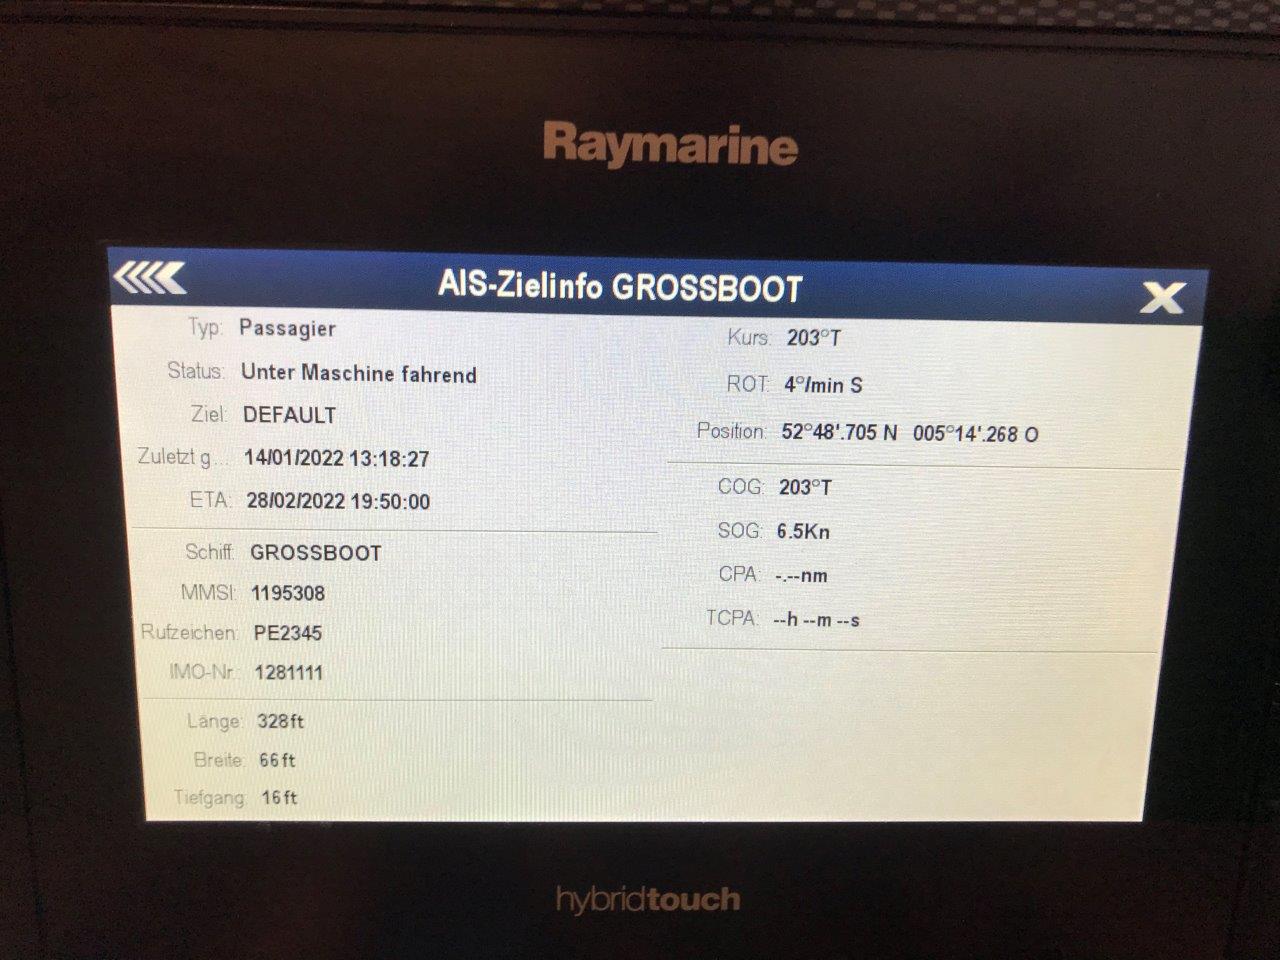 Raymarine
AIS-Zielinfo GROSSBOOT
Typ: Passagier
Status: Unter Maschine fahrend
Ziel: DEFAULT
Zuletzt g... 14/01/2022 13:18:27
ETA: 28/02/2022 19:50:00
Schiff: GROSSBOOT
MMSI: 1195308
Rufzeichen: PE2345
IMO-Nr.: 1281111
Länge: 328ft
Breite: 66ft
Tiefgang: 16ft
Kurs: 203°T
ROT: 4°/min S
Position: 52°48'.705 N 005°14'.268 O
COG: 203°T
SOG: 6.5Kn
CPA: -.--nm
TCPA: --h --m --s
hybridtouch